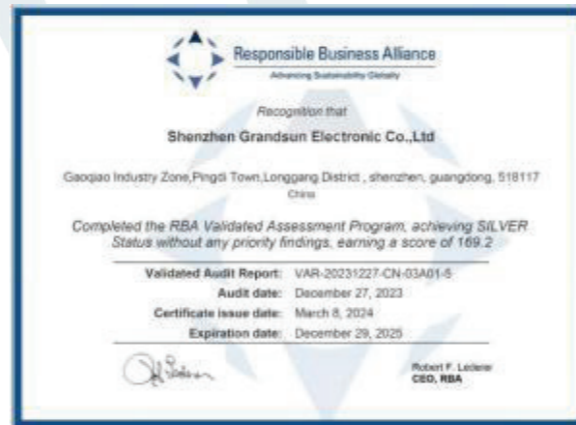 Responsible Business Alliance
Advancing Sustainability Globally
Recognition that
Shenzhen Grandsun Electronic Co.,Ltd
Gaoqiao Industry Zone,Pingdi Town,Longgang District , shenzhen, guangdong, 518117
China
Completed the RBA Validated Assessment Program, achieving SILVER
Status without any priority findings, earning a score of 169.2
Validated Audit Report: VAR-20231227-CN-03A01-5
Audit date: December 27, 2023
Certificate issue date: March 8, 2024
Expiration date: December 29, 2025
Robert F. Lederer
CEO, RBA